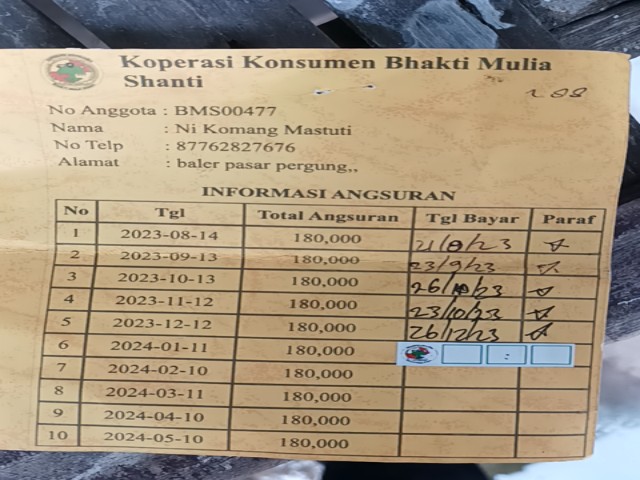 Koperasi Konsumen Bhakti Mulia
Shanti
No Anggota : BMS00477
Nama : Ni Komang Mastuti
No Telp : 87762827676
Alamat : baler pasar pergung,,
INFORMASI ANGSURAN
No Tgl Total Angsuran Tgl Bayar Paraf
1 2023-08-14 180,000 21/8/23
2 2023-09-13 180,000 23/9/23
3 2023-10-13 180,000 26/10/23
4 2023-11-12 180,000 23/10/23
5 2023-12-12 180,000 26/12/23
6 2024-01-11 180,000 :
7 2024-02-10 180,000
8 2024-03-11 180,000
9 2024-04-10 180,000
10 2024-05-10 180,000